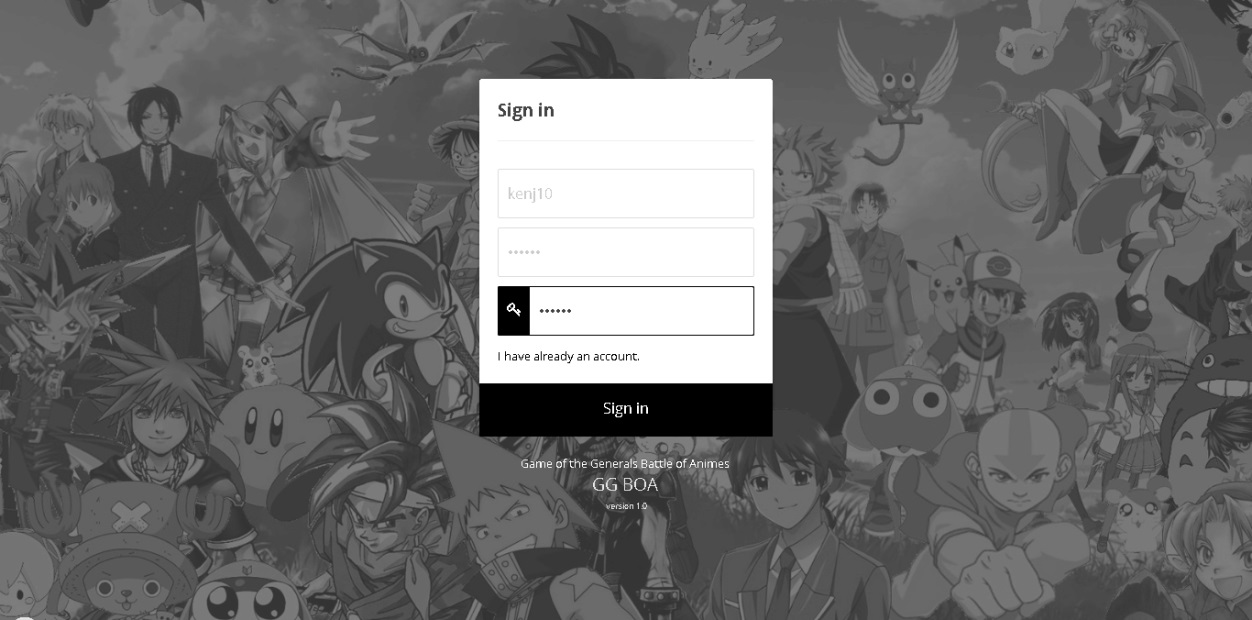 Sign in
kenj10
••••••
••••••
I have already an account.
Sign in
Game of the Generals Battle of Animes
GG BOA
version 1.0